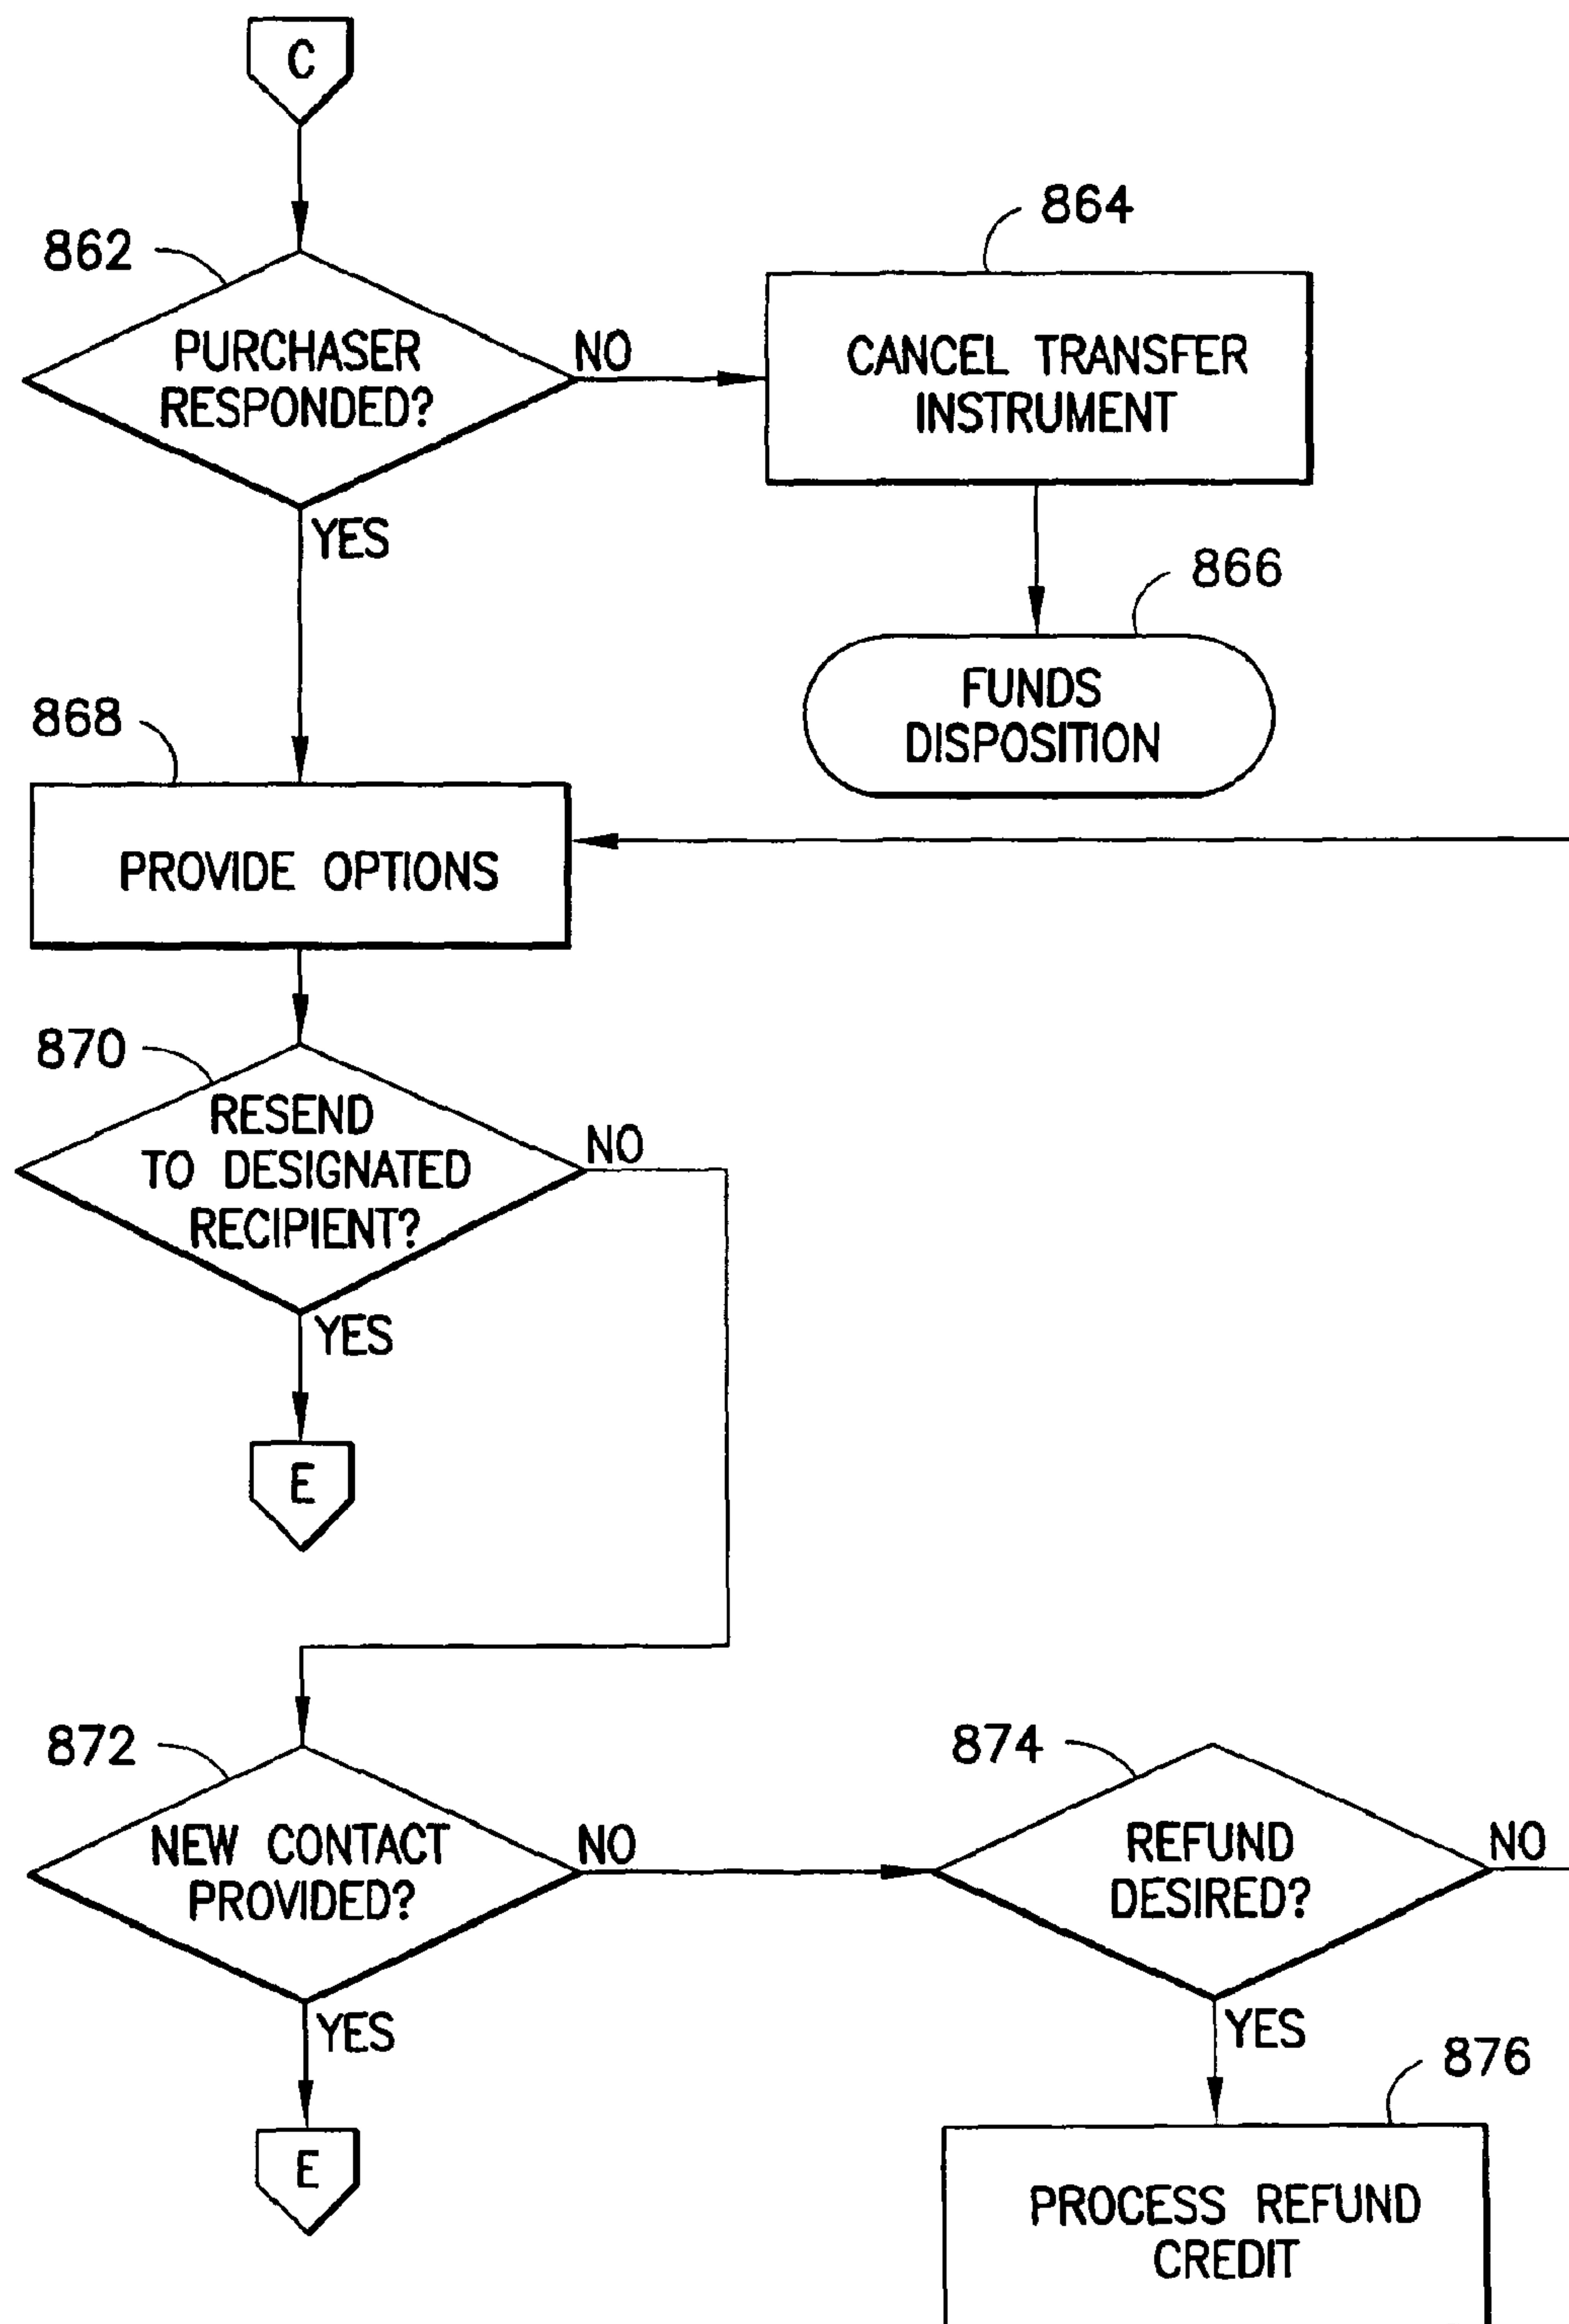 C
862
PURCHASER
RESPONDED?
NO
YES
864
CANCEL TRANSFER
INSTRUMENT
866
FUNDS
DISPOSITION
868
PROVIDE OPTIONS
870
RESEND
TO DESIGNATED
RECIPIENT?
NO
YES
E
872
NEW CONTACT
PROVIDED?
NO
YES
E
874
REFUND
DESIRED?
NO
YES
876
PROCESS REFUND
CREDIT